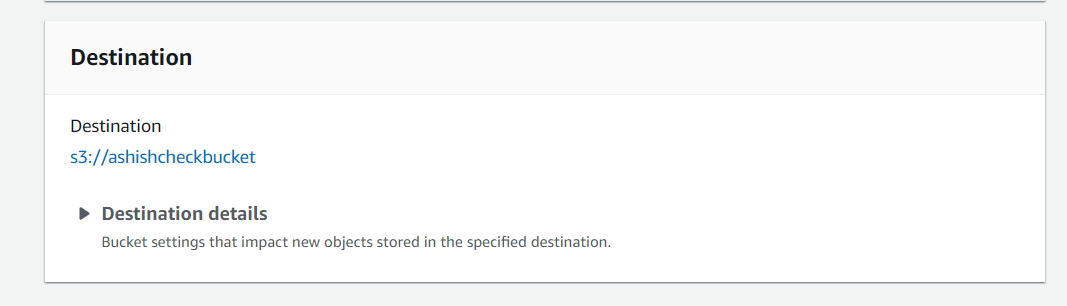 Destination
Destination
s3://ashishcheckbucket
Destination details
Bucket settings that impact new objects stored in the specified destination.